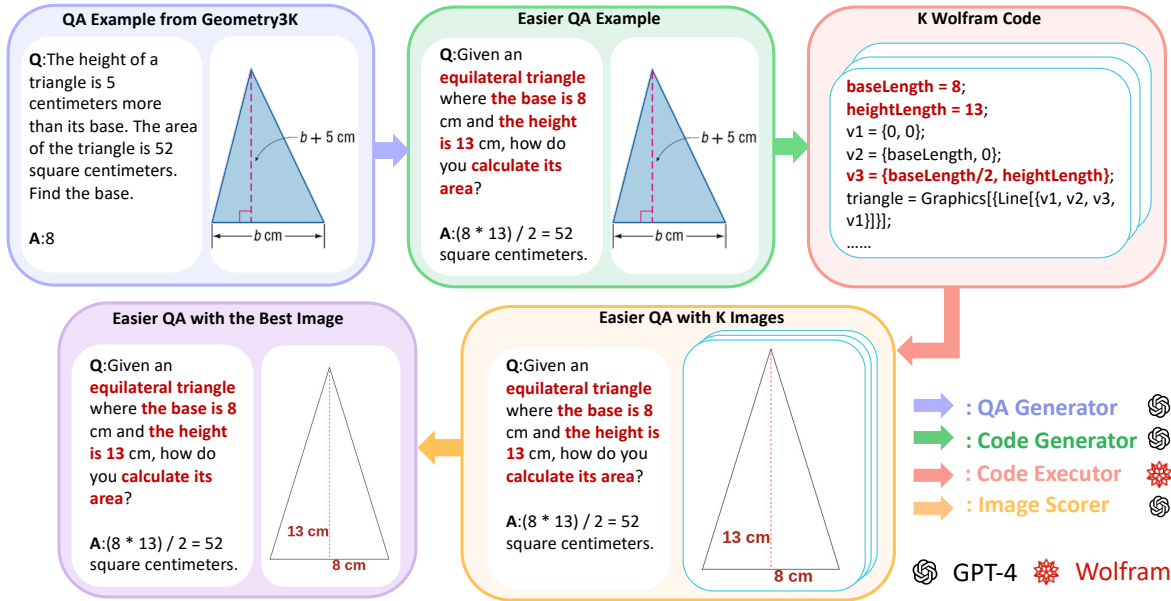 QA Example from Geometry3K
Q:The height of a
triangle is 5
centimeters more
than its base. The area
of the triangle is 52
square centimeters.
Find the base.
A:8
b + 5 cm
b cm
Easier QA Example
Q:Given an
equilateral triangle
where the base is 8
cm and the height
is 13 cm, how do
you calculate its
area?
A:(8 * 13) / 2 = 52
square centimeters.
b + 5 cm
b cm
K Wolfram Code
baseLength = 8;
heightLength = 13;
v1 = {0, 0};
v2 = {baseLength, 0};
v3 = {baseLength/2, heightLength};
triangle = Graphics[{Line[{v1, v2, v3,
v1}]}];
......
Easier QA with the Best Image
Q:Given an
equilateral triangle
where the base is 8
cm and the height
is 13 cm, how do
you calculate its
area?
A:(8 * 13) / 2 = 52
square centimeters.
13 cm
8 cm
Easier QA with K Images
Q:Given an
equilateral triangle
where the base is 8
cm and the height is
13 cm, how do you
calculate its area?
A:(8 * 13) / 2 = 52
square centimeters.
13 cm
8 cm
: QA Generator
: Code Generator
: Code Executor
: Image Scorer
GPT-4 Wolfram